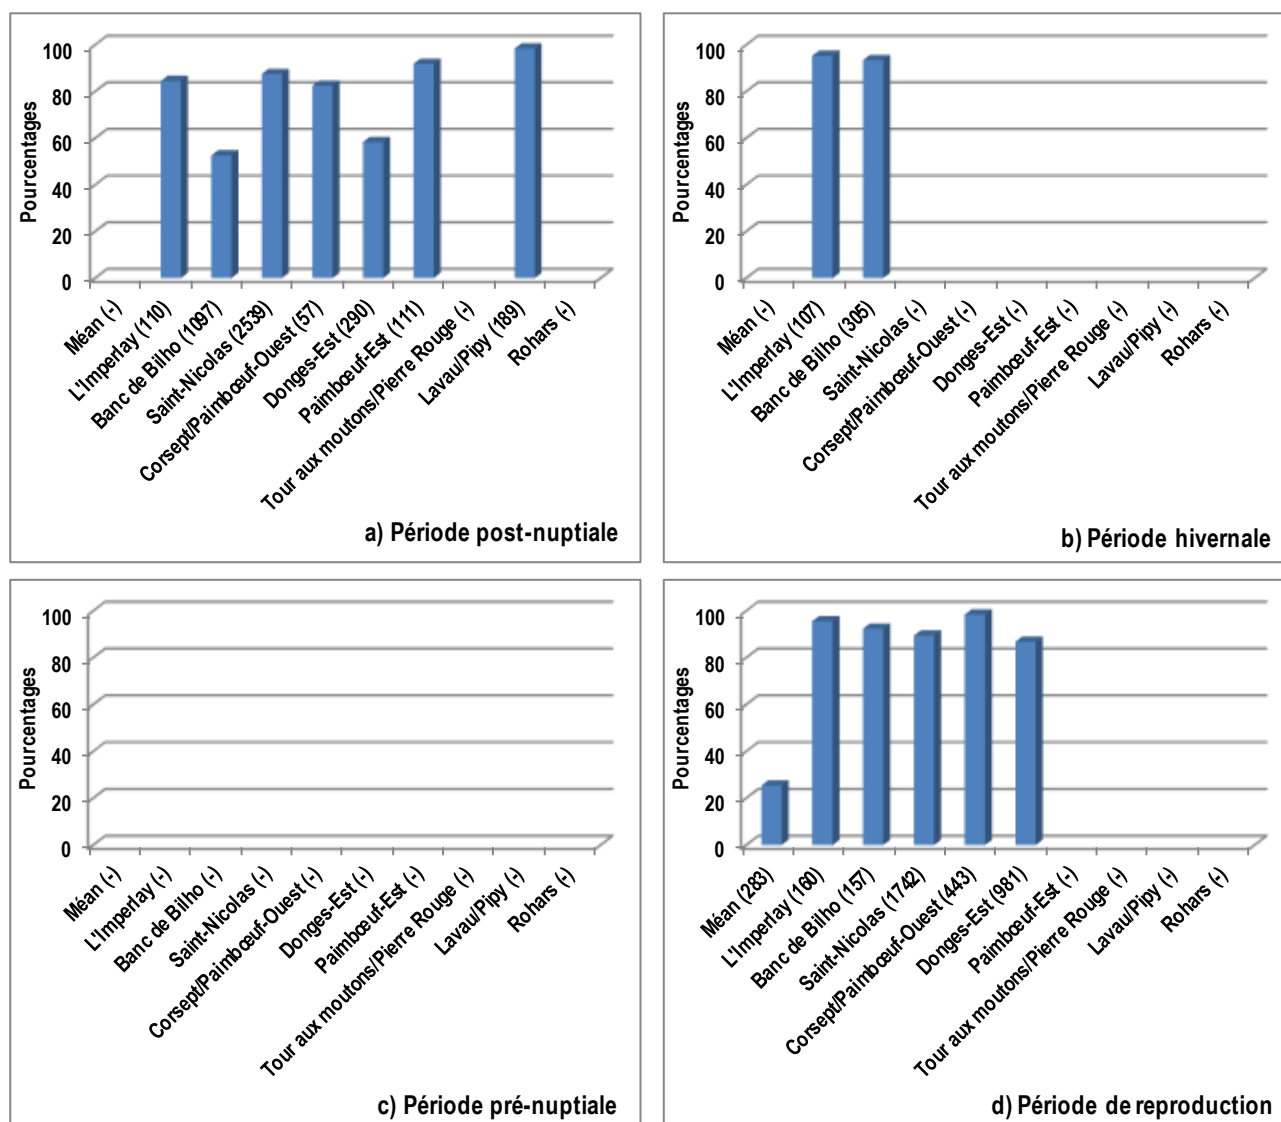 100
80
60
40
20
0
Pourcentages
Méan (-)
L'Imperlay (110)
Banc de Bilho (1097)
Saint-Nicolas (2539)
Corsept/Paimbœuf-Ouest (57)
Donges-Est (290)
Paimbœuf-Est (111)
Tour aux moutons/Pierre Rouge (-)
Lavau/Pipy (189)
Rohars (-)
a) Période post-nuptiale
100
80
60
40
20
0
Pourcentages
Méan (-)
L'Imperlay (107)
Banc de Bilho (305)
Saint-Nicolas (-)
Corsept/Paimbœuf-Ouest (-)
Donges-Est (-)
Paimbœuf-Est (-)
Tour aux moutons/Pierre Rouge (-)
Lavau/Pipy (-)
Rohars (-)
b) Période hivernale
100
80
60
40
20
0
Pourcentages
Méan (-)
L'Imperlay (-)
Banc de Bilho (-)
Saint-Nicolas (-)
Corsept/Paimbœuf-Ouest (-)
Donges-Est (-)
Paimbœuf-Est (-)
Tour aux moutons/Pierre Rouge (-)
Lavau/Pipy (-)
Rohars (-)
c) Période pré-nuptiale
100
80
60
40
20
0
Pourcentages
Méan (283)
L'Imperlay (160)
Banc de Bilho (157)
Saint-Nicolas (1742)
Corsept/Paimbœuf-Ouest (443)
Donges-Est (981)
Paimbœuf-Est (-)
Tour aux moutons/Pierre Rouge (-)
Lavau/Pipy (-)
Rohars (-)
d) Période de reproduction